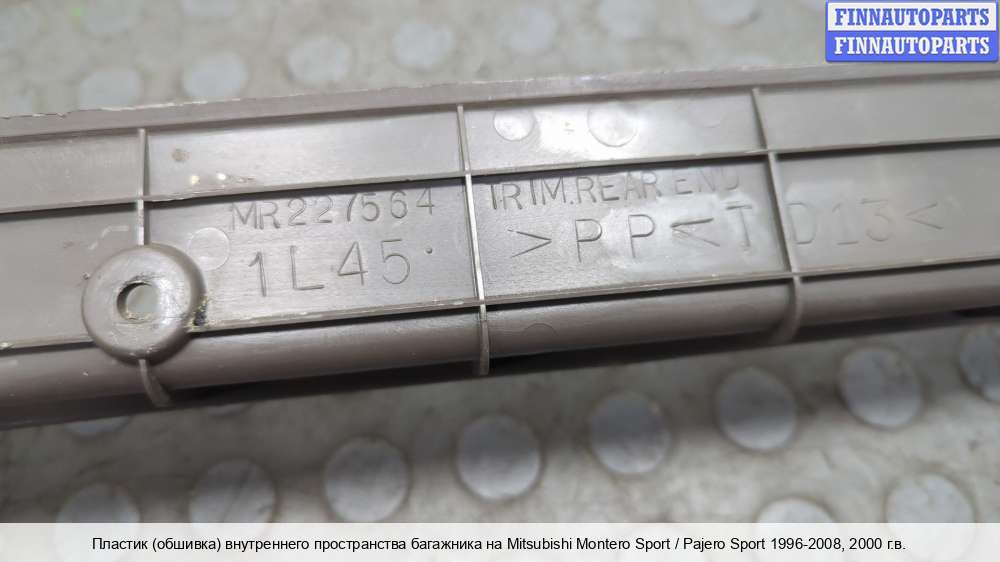 FINNAUTOPARTS
FINNAUTOPARTS
MR227564
TRIM.REAR END
1L45
>PP<TD13<
Пластик (обшивка) внутреннего пространства багажника на Mitsubishi Montero Sport / Pajero Sport 1996-2008, 2000 г.в.